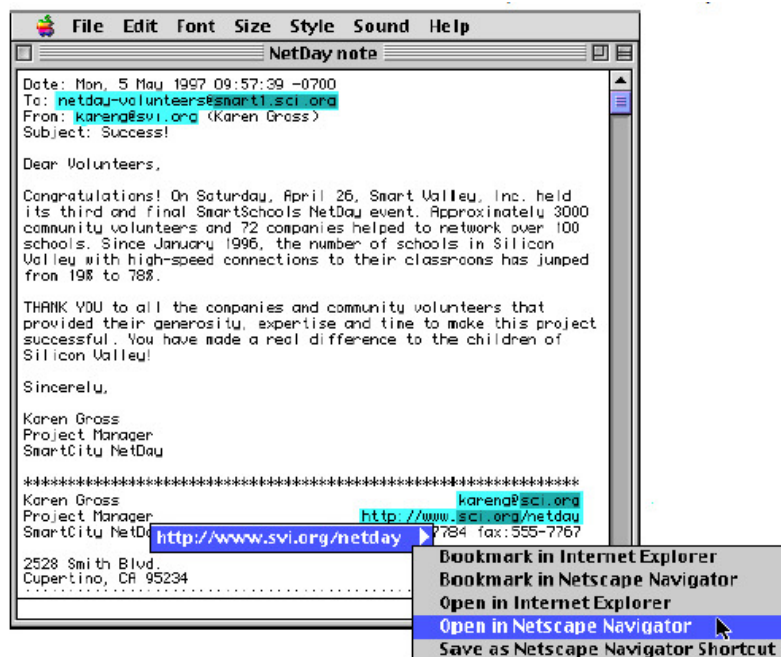 File Edit Font Size Style Sound Help
NetDay note
Date: Mon, 5 May 1997 09:57:39 -0700
To: netday-volunteers@smart1.sci.org
From: kareng@svi.org (Karen Gross)
Subject: Success!
Dear Volunteers,
Congratulations! On Saturday, April 26, Smart Valley, Inc. held
its third and final SmartSchools NetDay event. Approximately 3000
community volunteers and 72 companies helped to network over 100
schools. Since January 1996, the number of schools in Silicon
Valley with high-speed connections to their classrooms has jumped
from 19% to 78%.
THANK YOU to all the companies and community volunteers that
provided their generosity, expertise and time to make this project
successful. You have made a real difference to the children of
Silicon Valley!
Sincerely,
Karen Gross
Project Manager
SmartCity NetDay
Karen Gross kareng@sci.org
Project Manager http://www.sci.org/netday
SmartCity NetD 7784 fax:555-7767
http://www.svi.org/netday
2528 Smith Blvd.
Cupertino, CA 95234
Bookmark in Internet Explorer
Bookmark in Netscape Navigator
Open in Internet Explorer
Open in Netscape Navigator
Save as Netscape Navigator Shortcut